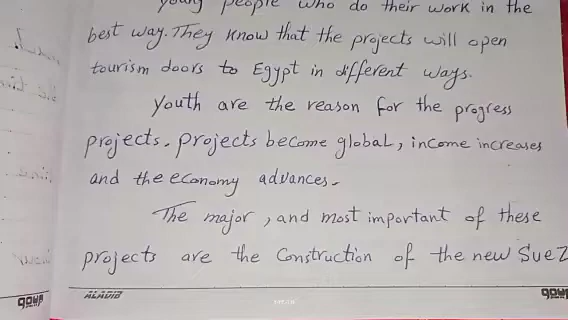 young people who do their work in the
best way. They know that the projects will open
tourism doors to Egypt in different ways.
Youth are the reason for the progress
projects. projects become global, income increases
and the economy advances.
The major, and most important of these
projects are the Construction of the new Suez
ALADIB